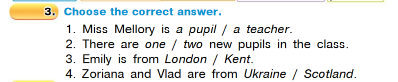 3. Choose the correct answer.
1. Miss Mellory is a pupil / a teacher.
2. There are one / two new pupils in the class.
3. Emily is from London / Kent.
4. Zoriana and Vlad are from Ukraine / Scotland.